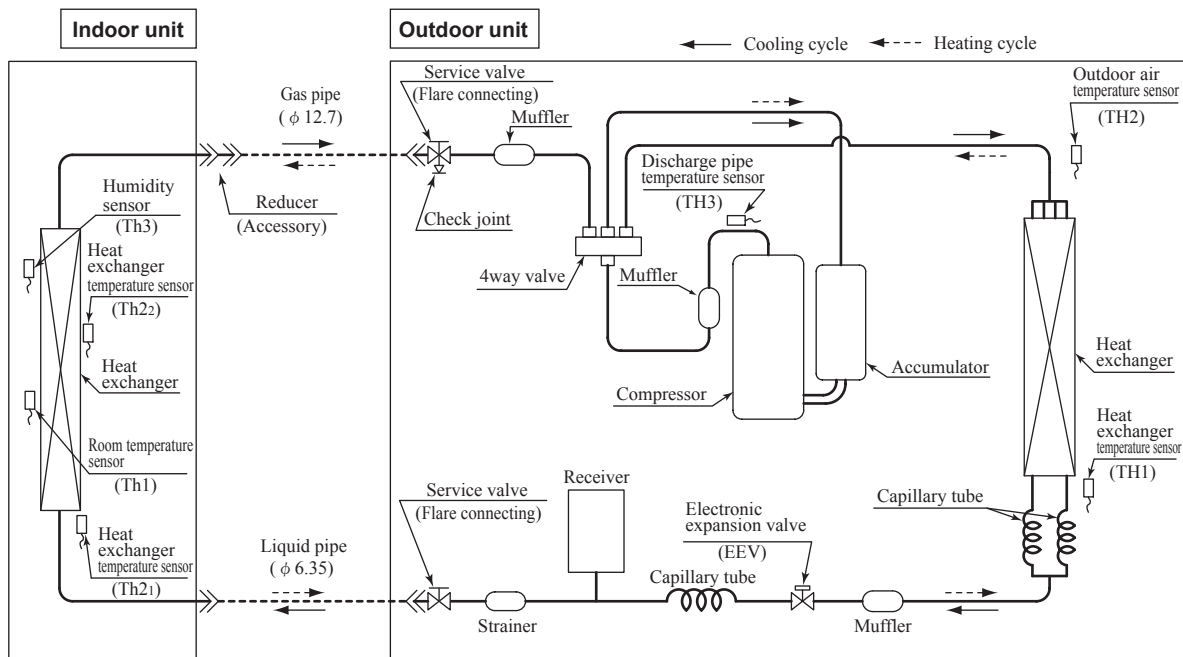 Indoor unit
Outdoor unit
Cooling cycle
Heating cycle
Gas pipe
( ϕ 12.7)
Service valve
(Flare connecting)
Muffler
Outdoor air
temperature sensor
(TH2)
Discharge pipe
temperature sensor
(TH3)
Humidity
sensor
(Th3)
Reducer
(Accessory)
Check joint
4way valve
Muffler
Heat
exchanger
temperature sensor
(Th22)
Heat
exchanger
Heat
exchanger
Compressor
Accumulator
Room temperature
sensor
(Th1)
Heat
exchanger
temperature sensor
(TH1)
Service valve
(Flare connecting)
Receiver
Electronic
expansion valve
(EEV)
Capillary tube
Heat
exchanger
temperature sensor
(Th21)
Liquid pipe
( ϕ 6.35)
Capillary tube
Strainer
Muffler